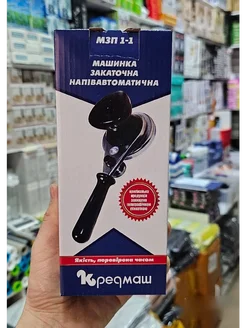 МЗП 1-1
МАШИНКА
ЗАКАТОЧНА
НАПІВАВТОМАТИЧНА
Якість, перевірена часом
Кредмаш